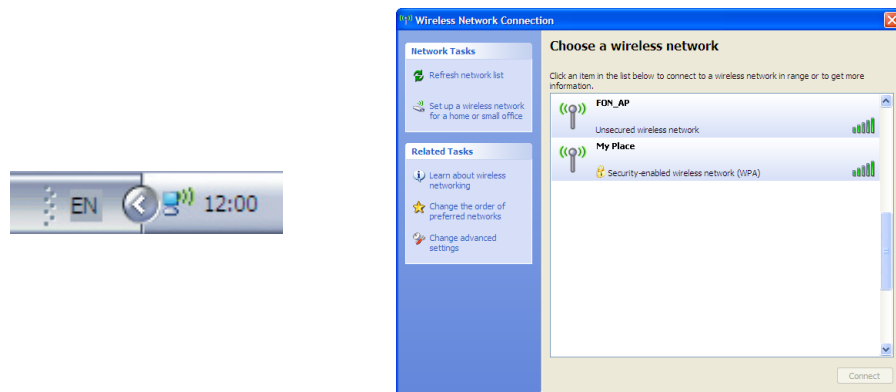 EN
12:00
Wireless Network Connection
Network Tasks
Refresh network list
Set up a wireless network
for a home or small office
Related Tasks
Learn about wireless
networking
Change the order of
preferred networks
Change advanced
settings
Choose a wireless network
Click an item in the list below to connect to a wireless network in range or to get more
information.
FON_AP
Unsecured wireless network
My Place
Security-enabled wireless network (WPA)
Connect